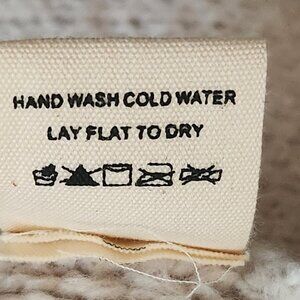 HAND WASH COLD WATER
LAY FLAT TO DRY